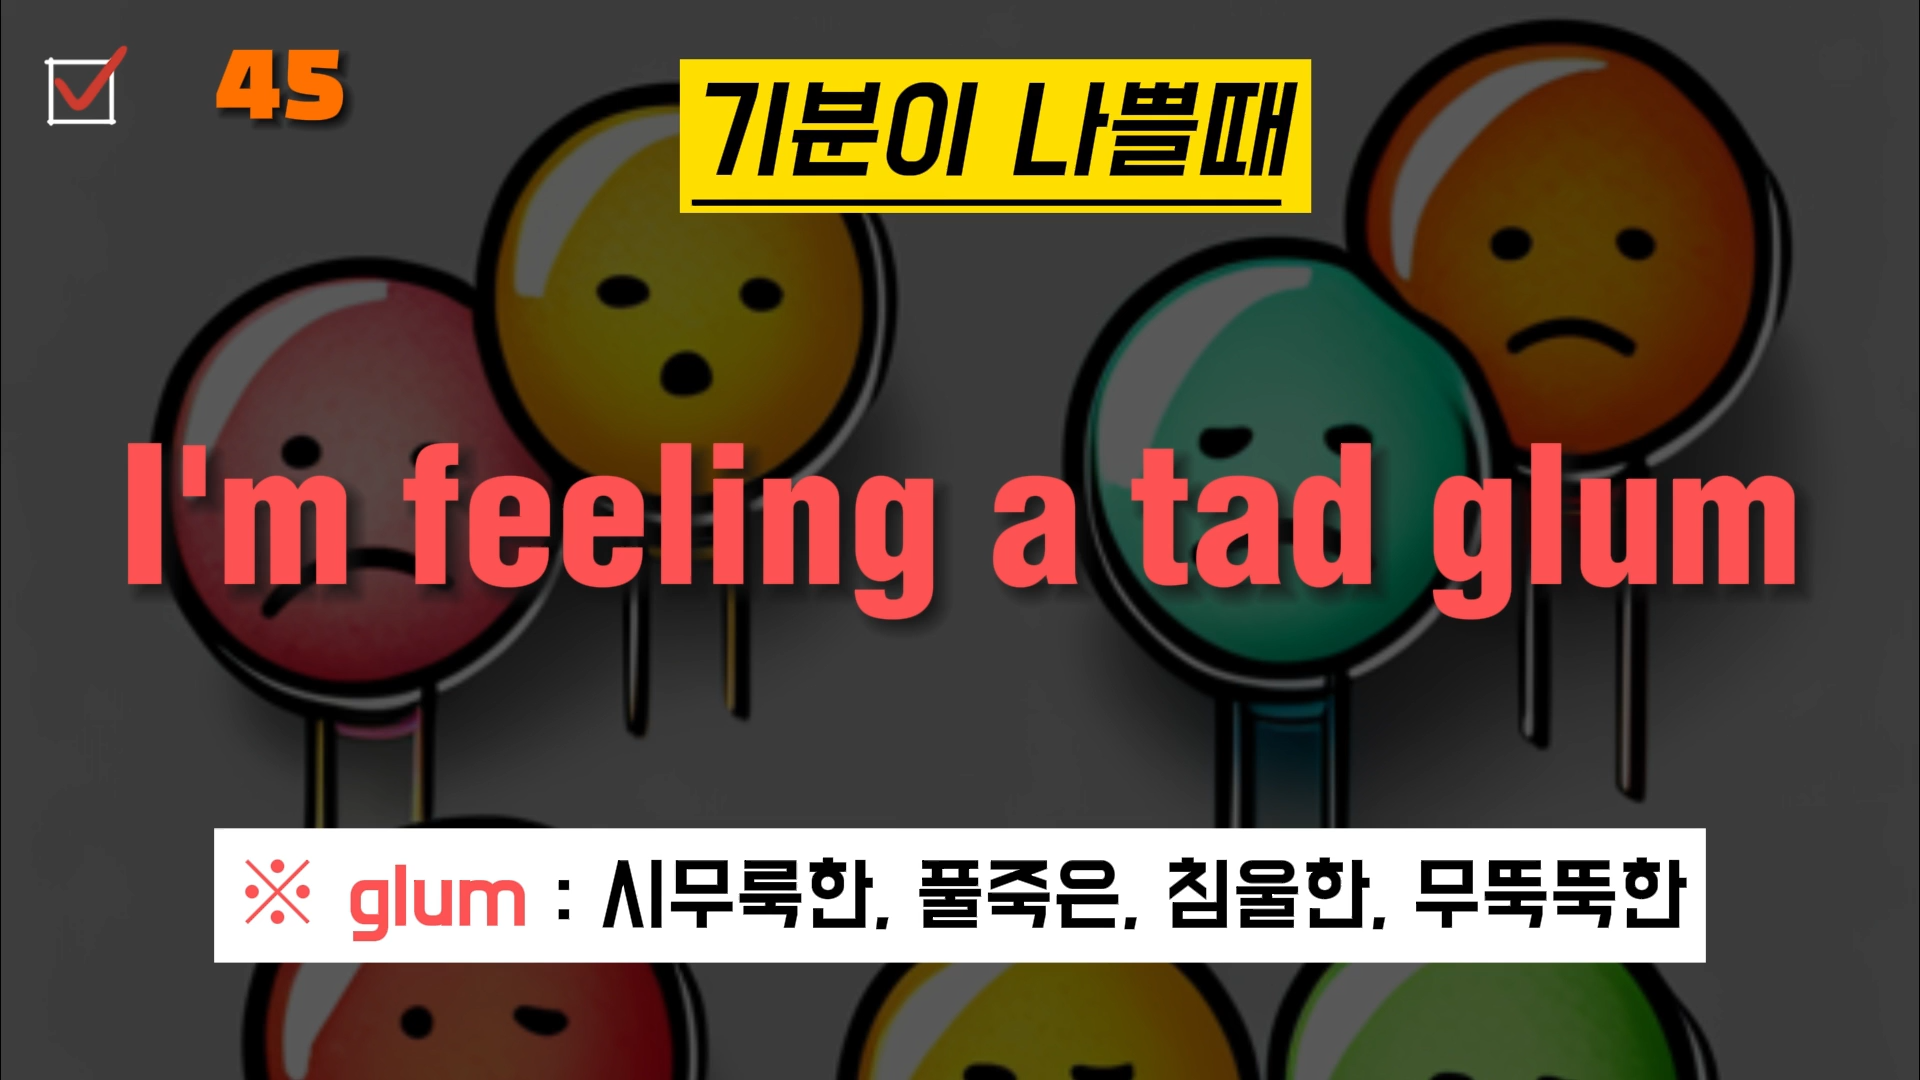 45
기분이 나쁠때
I'm feeling a tad glum
※ glum : 시무룩한, 풀죽은, 침울한, 무뚝뚝한